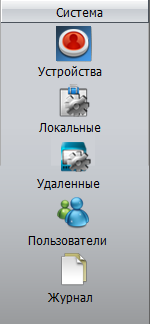 Система
Устройства
Локальные
Удаленные
Пользователи
Журнал